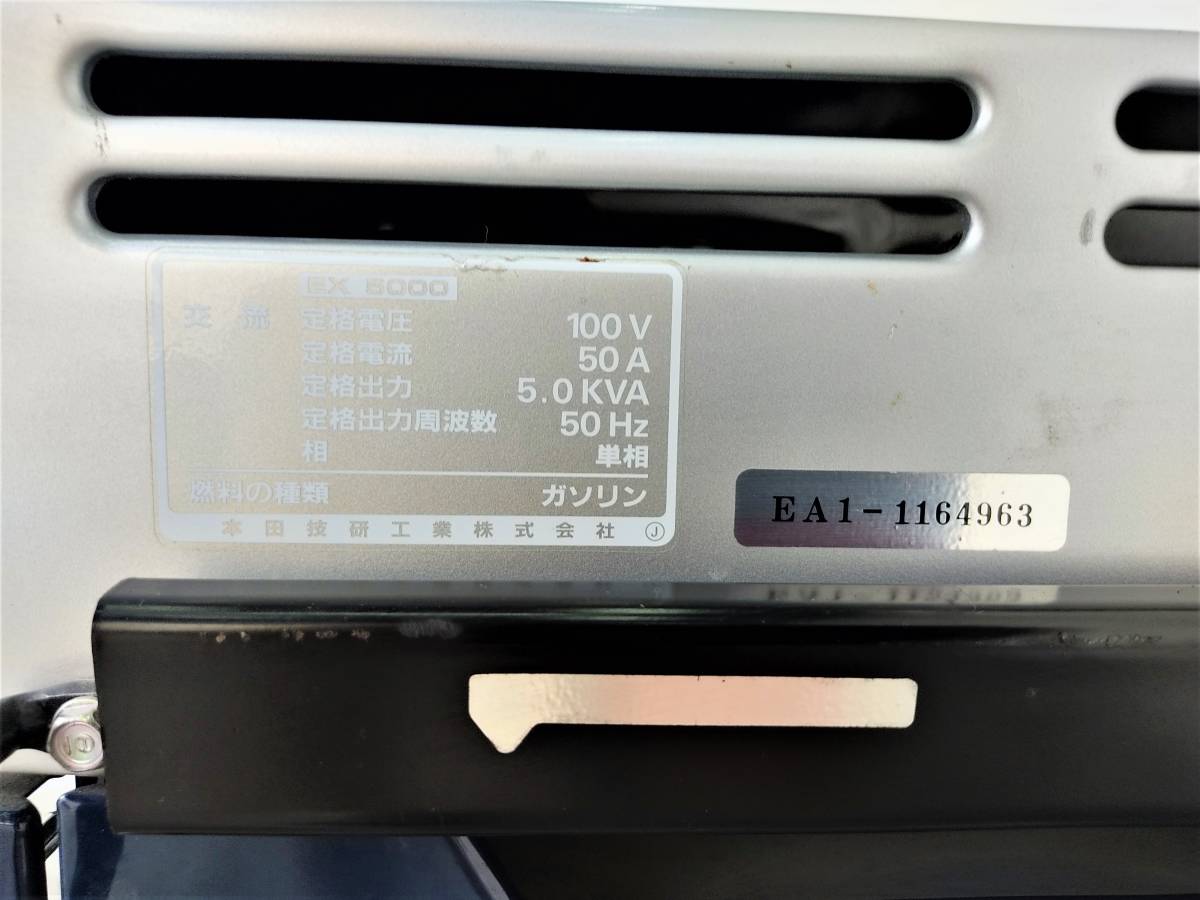 EX 5000
交流 定格電圧 100 V
定格電流 50 A
定格出力 5.0 KVA
定格出力周波数 50 Hz
相 単相
燃料の種類 ガソリン
本田技研工業株式会社 J
EA1-1164963